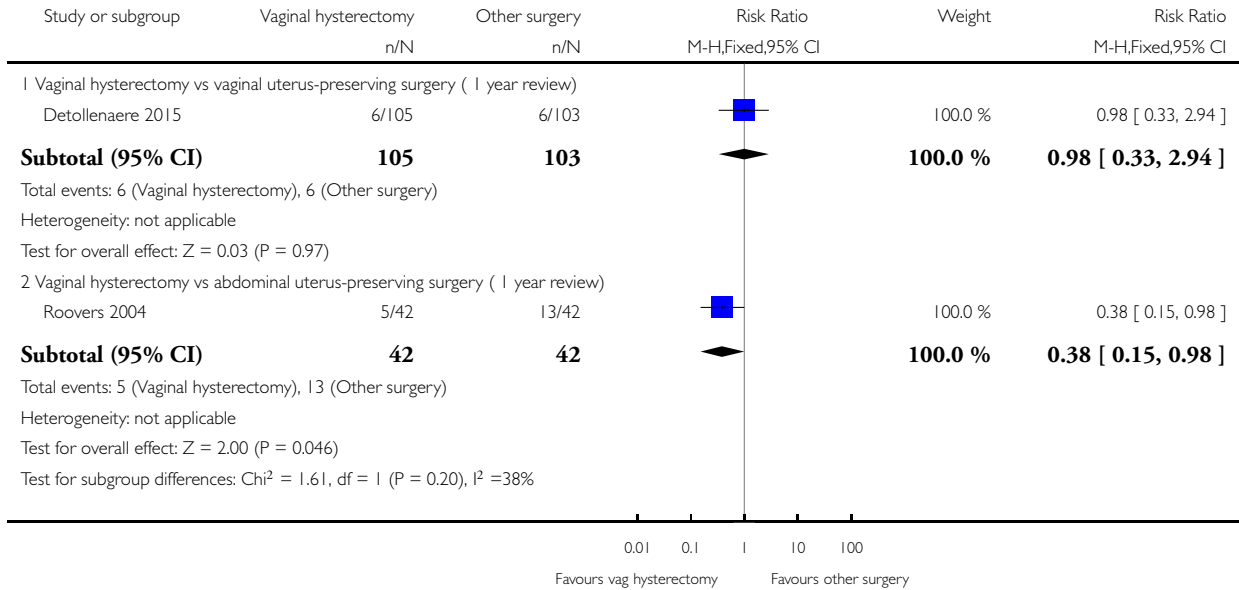 Study or subgroup Vaginal hysterectomy Other surgery Risk Ratio Weight Risk Ratio
n/N n/N M-H,Fixed,95% CI M-H,Fixed,95% CI
1 Vaginal hysterectomy vs vaginal uterus-preserving surgery ( 1 year review)
Detollenaere 2015 6/105 6/103 100.0 % 0.98 [ 0.33, 2.94 ]
Subtotal (95% CI) 105 103 100.0 % 0.98 [ 0.33, 2.94 ]
Total events: 6 (Vaginal hysterectomy), 6 (Other surgery)
Heterogeneity: not applicable
Test for overall effect: Z = 0.03 (P = 0.97)
2 Vaginal hysterectomy vs abdominal uterus-preserving surgery ( 1 year review)
Roovers 2004 5/42 13/42 100.0 % 0.38 [ 0.15, 0.98 ]
Subtotal (95% CI) 42 42 100.0 % 0.38 [ 0.15, 0.98 ]
Total events: 5 (Vaginal hysterectomy), 13 (Other surgery)
Heterogeneity: not applicable
Test for overall effect: Z = 2.00 (P = 0.046)
Test for subgroup differences: Chi² = 1.61, df = 1 (P = 0.20), I² =38%
0.01 0.1 1 10 100
Favours vag hysterectomy Favours other surgery